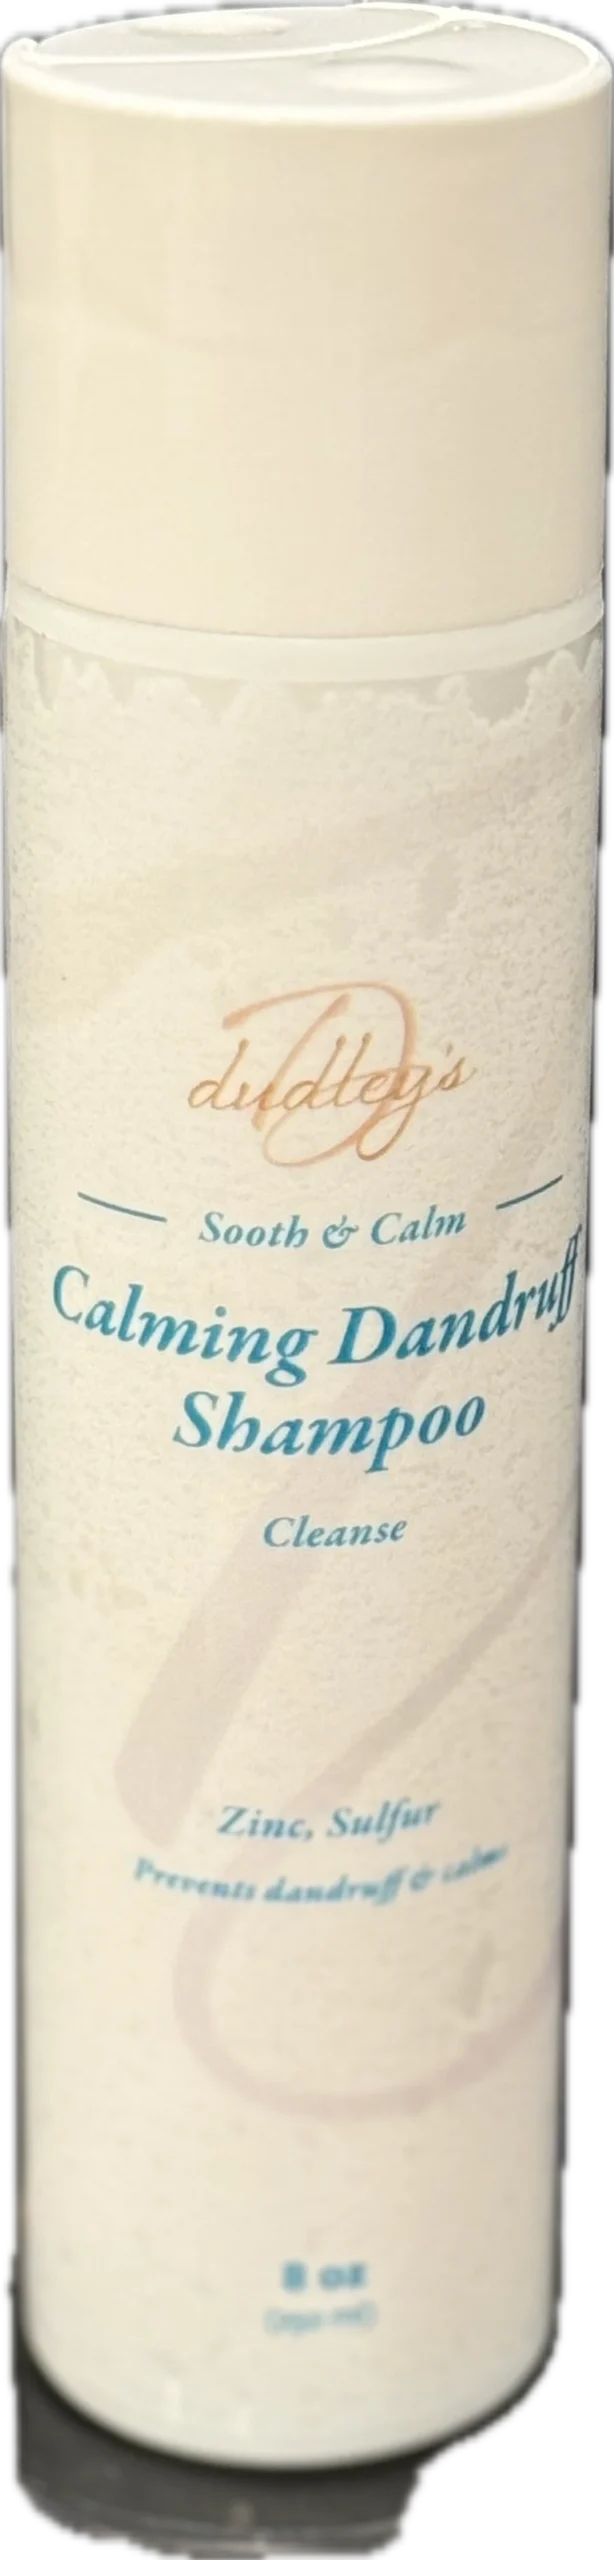 dudley's
Sooth & Calm
Calming Dandruff
Shampoo
Cleanse
Zinc, Sulfur
Prevents dandruff & calms
8 oz